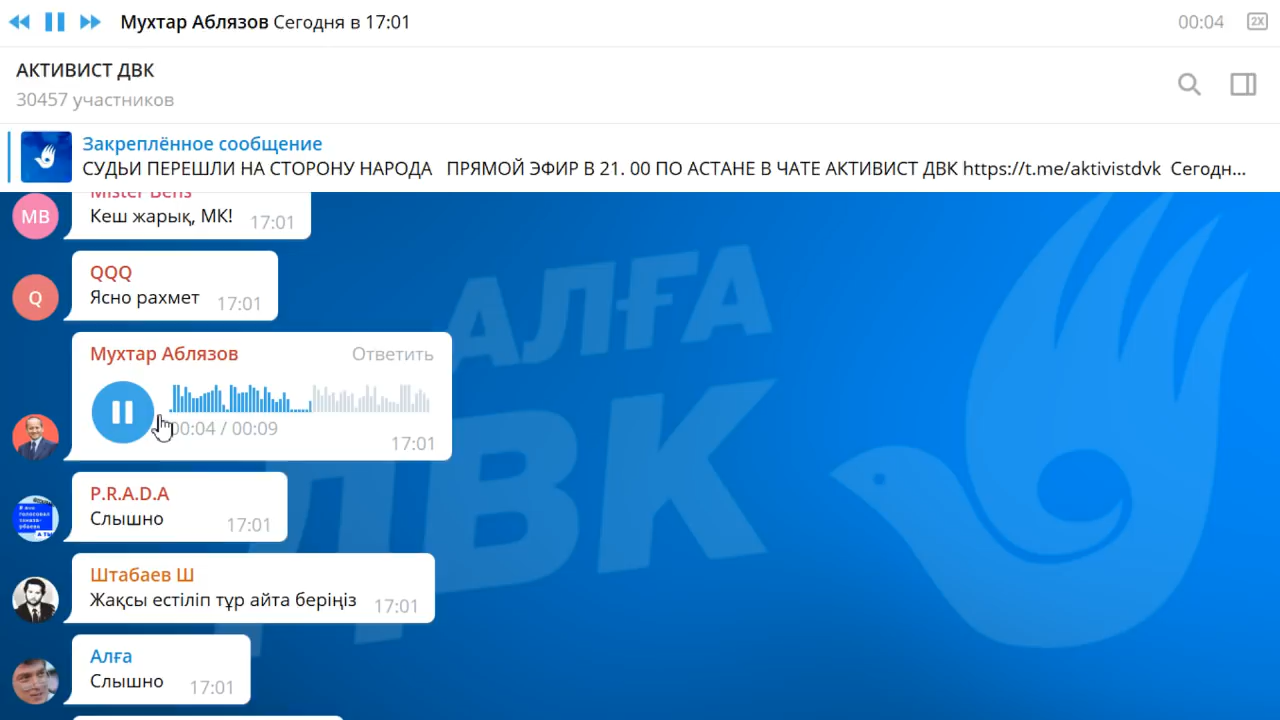 Мухтар Аблязов Сегодня в 17:01
00:04
2X
АКТИВИСТ ДВК
30457 участников
Закреплённое сообщение
СУДЬИ ПЕРЕШЛИ НА СТОРОНУ НАРОДА ПРЯМОЙ ЭФИР В 21. 00 ПО АСТАНЕ В ЧАТЕ АКТИВИСТ ДВК https://t.me/aktivistdvk Сегодн...
MB
Кеш жарық, МК! 17:01
QQQ
Q
Ясно рахмет 17:01
Мухтар Аблязов Ответить
00:04 / 00:09
17:01
P.R.A.D.A
Слышно 17:01
Штабаев Ш
Жақсы естіліп тұр айта беріңіз 17:01
Алға
Слышно 17:01
АЛҒА
ДВК